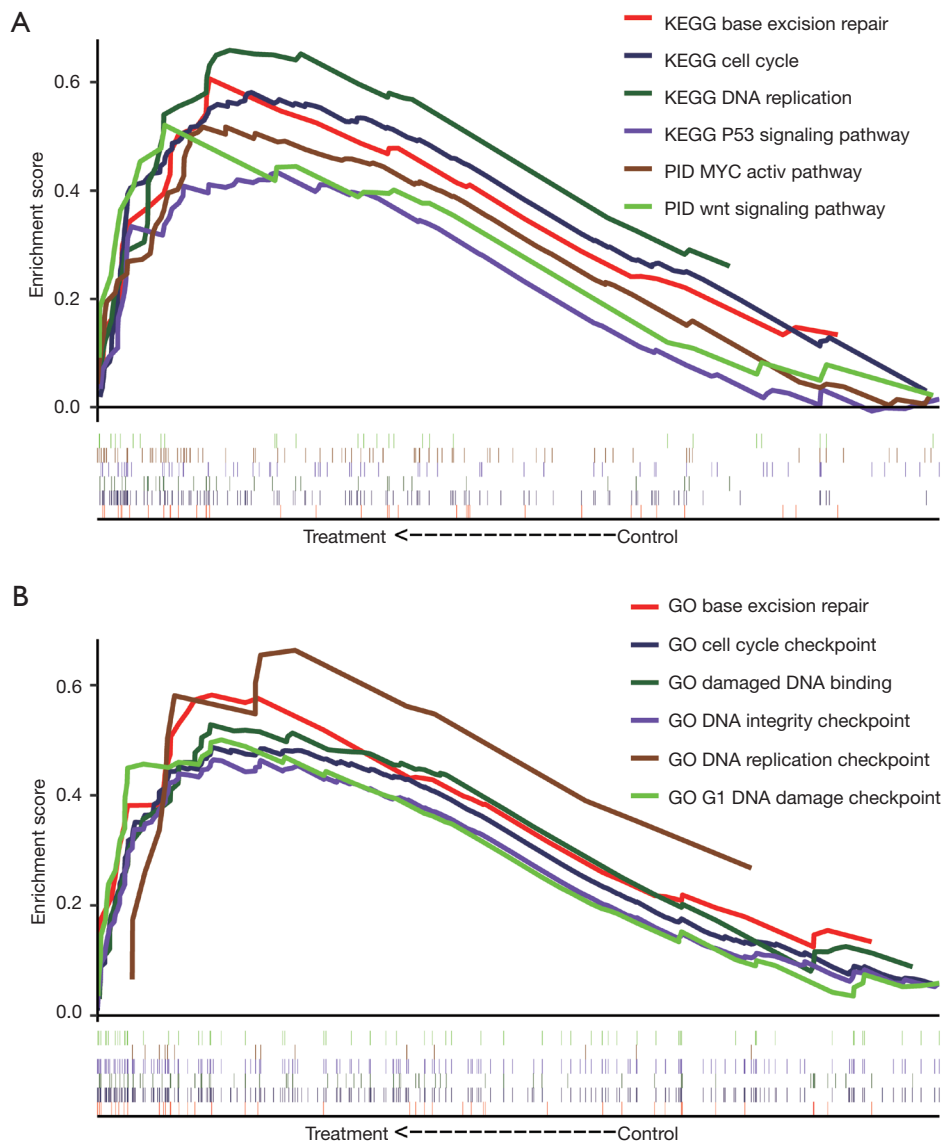 A
KEGG base excision repair
KEGG cell cycle
KEGG DNA replication
KEGG P53 signaling pathway
PID MYC activ pathway
PID wnt signaling pathway
Enrichment score
0.6
0.4
0.2
0.0
Treatment <-------------- Control
B
GO base excision repair
GO cell cycle checkpoint
GO damaged DNA binding
GO DNA integrity checkpoint
GO DNA replication checkpoint
GO G1 DNA damage checkpoint
Enrichment score
0.6
0.4
0.2
0.0
Treatment <-------------- Control